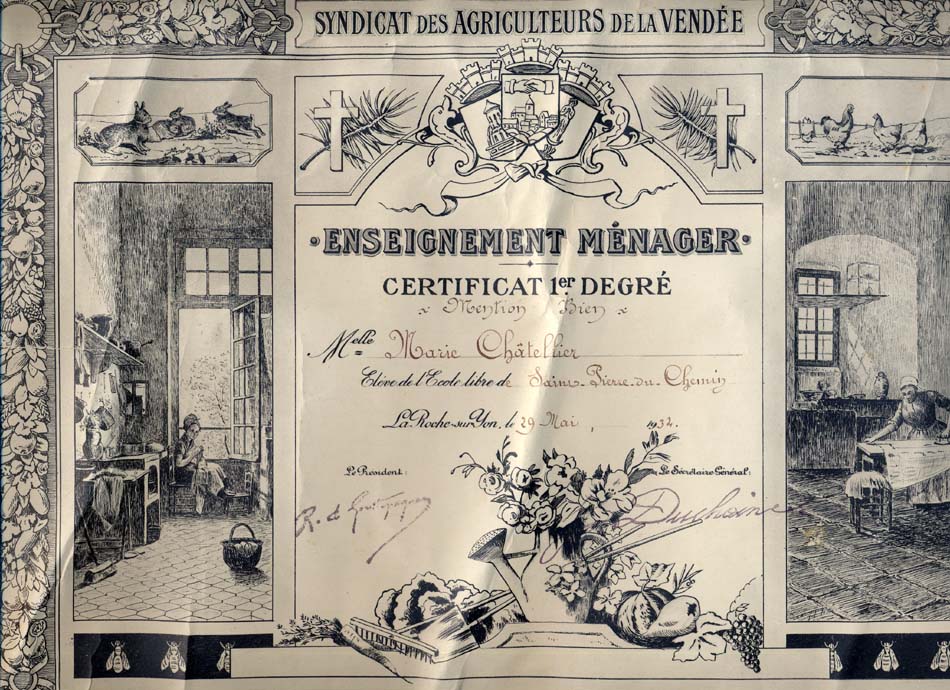 SYNDICAT DES AGRICULTEURS DE LA VENDÉE
ENSEIGNEMENT MÉNAGER
CERTIFICAT 1er DEGRÉ
Mention Bien
Melle Marie Châtellier
Elève de l'Ecole libre de Saint-Pierre-du-Chemin
La Roche-sur-Yon, le 29 Mai, 1932.
Le Président: Le Secrétaire Général: